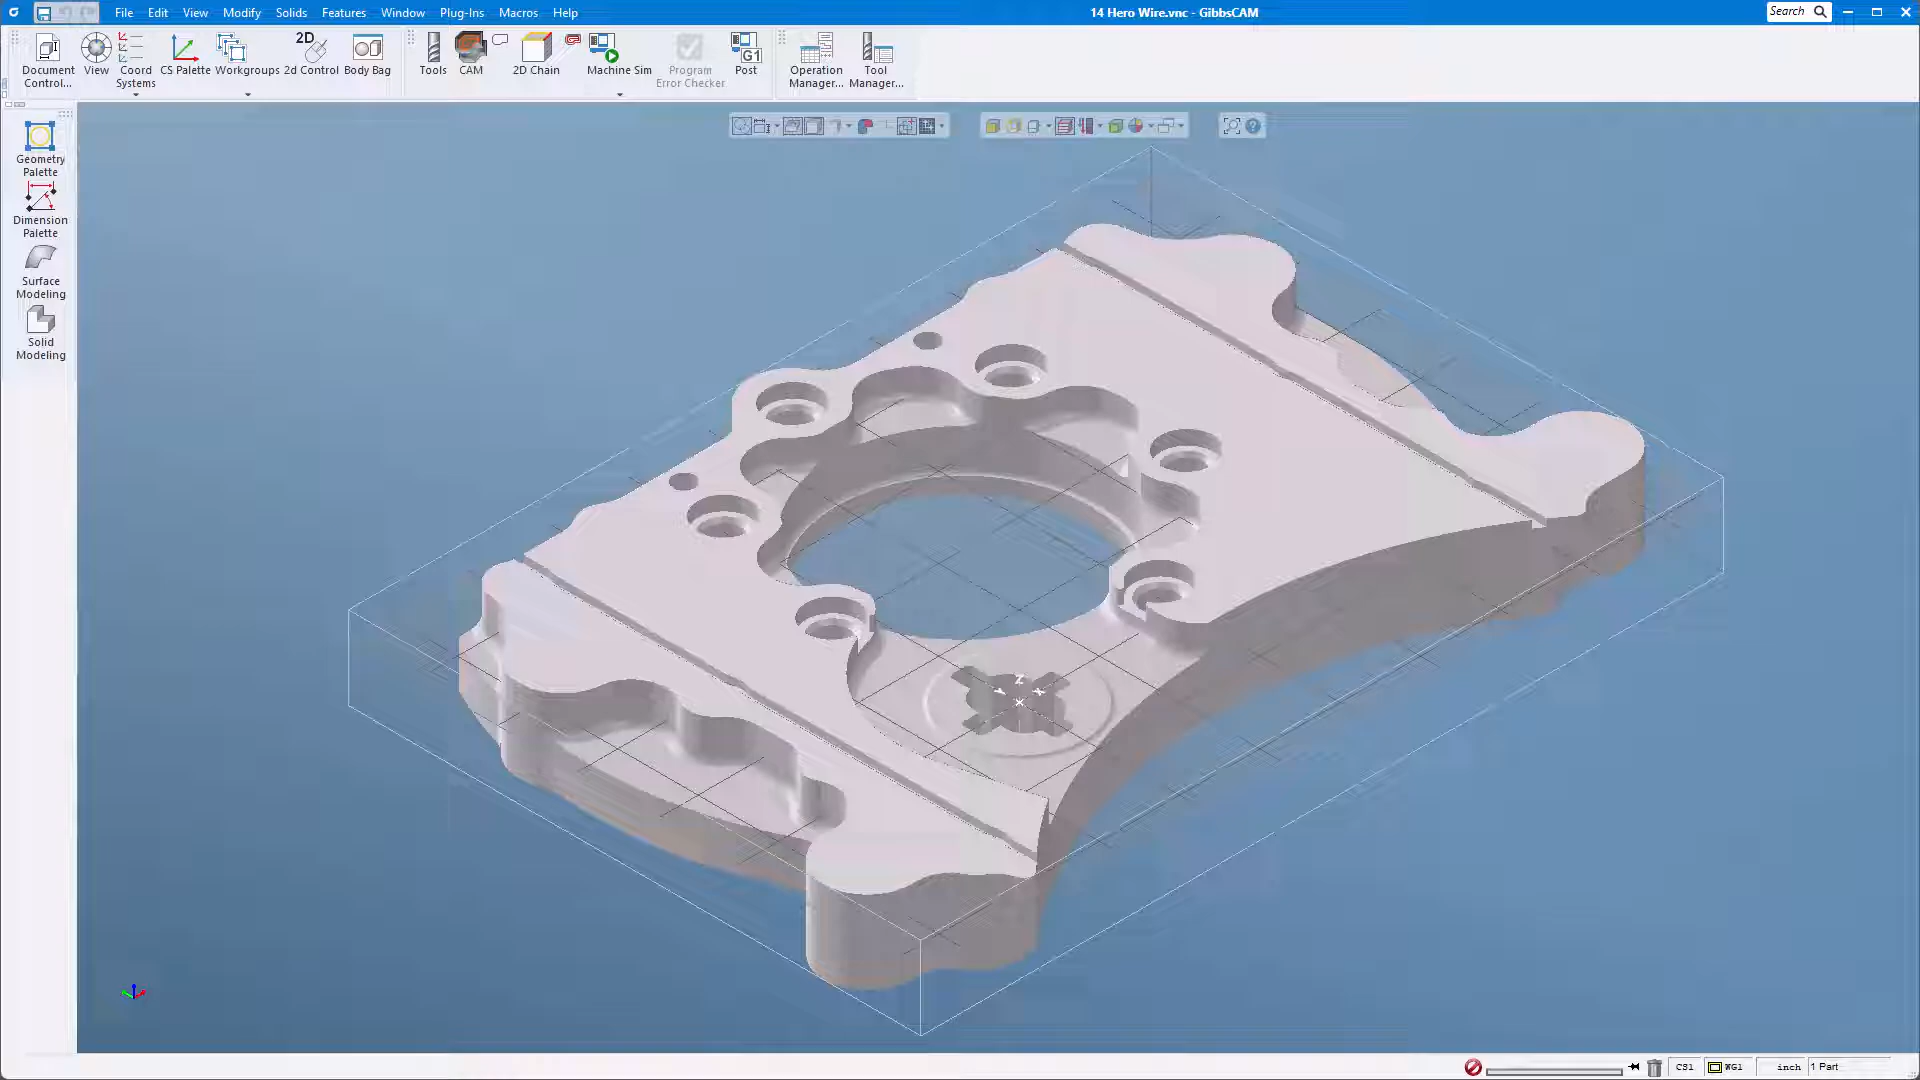 File Edit View Modify Solids Features Window Plug-Ins Macros Help
14 Hero Wire.vnc - GibbsCAM
Search
Document Control...
View
Coord Systems
CS Palette
Workgroups
2D
2d Control
Body Bag
Tools
CAM
2D Chain
Machine Sim
Program Error Checker
G1
Post
Operation Manager...
Tool Manager...
Geometry Palette
Dimension Palette
Surface Modeling
Solid Modeling
Z
Y X
CS1 WG1 inch 1 Part